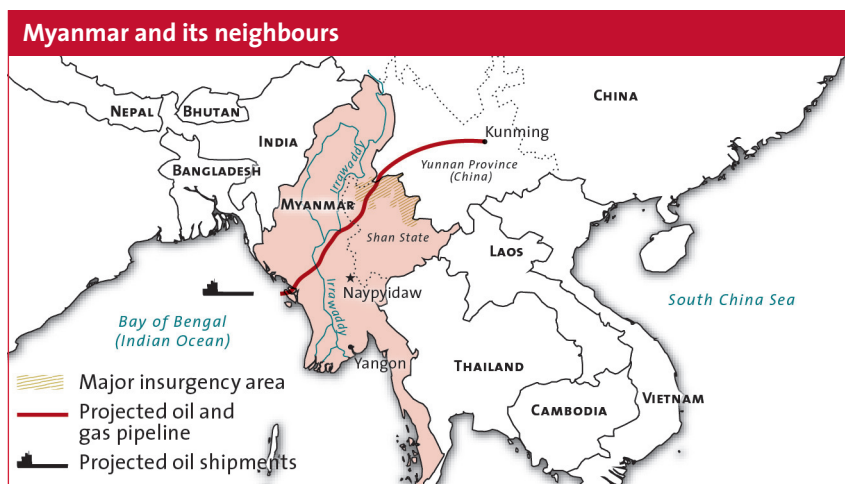 Myanmar and its neighbours
CHINA
NEPAL
BHUTAN
Kunming
INDIA
Yunnan Province
(China)
BANGLADESH
Irrawaddy
MYANMAR
Shan State
LAOS
Naypyidaw
Irrawaddy
South China Sea
Bay of Bengal
(Indian Ocean)
Yangon
THAILAND
Major insurgency area
VIETNAM
CAMBODIA
Projected oil and
gas pipeline
Projected oil shipments